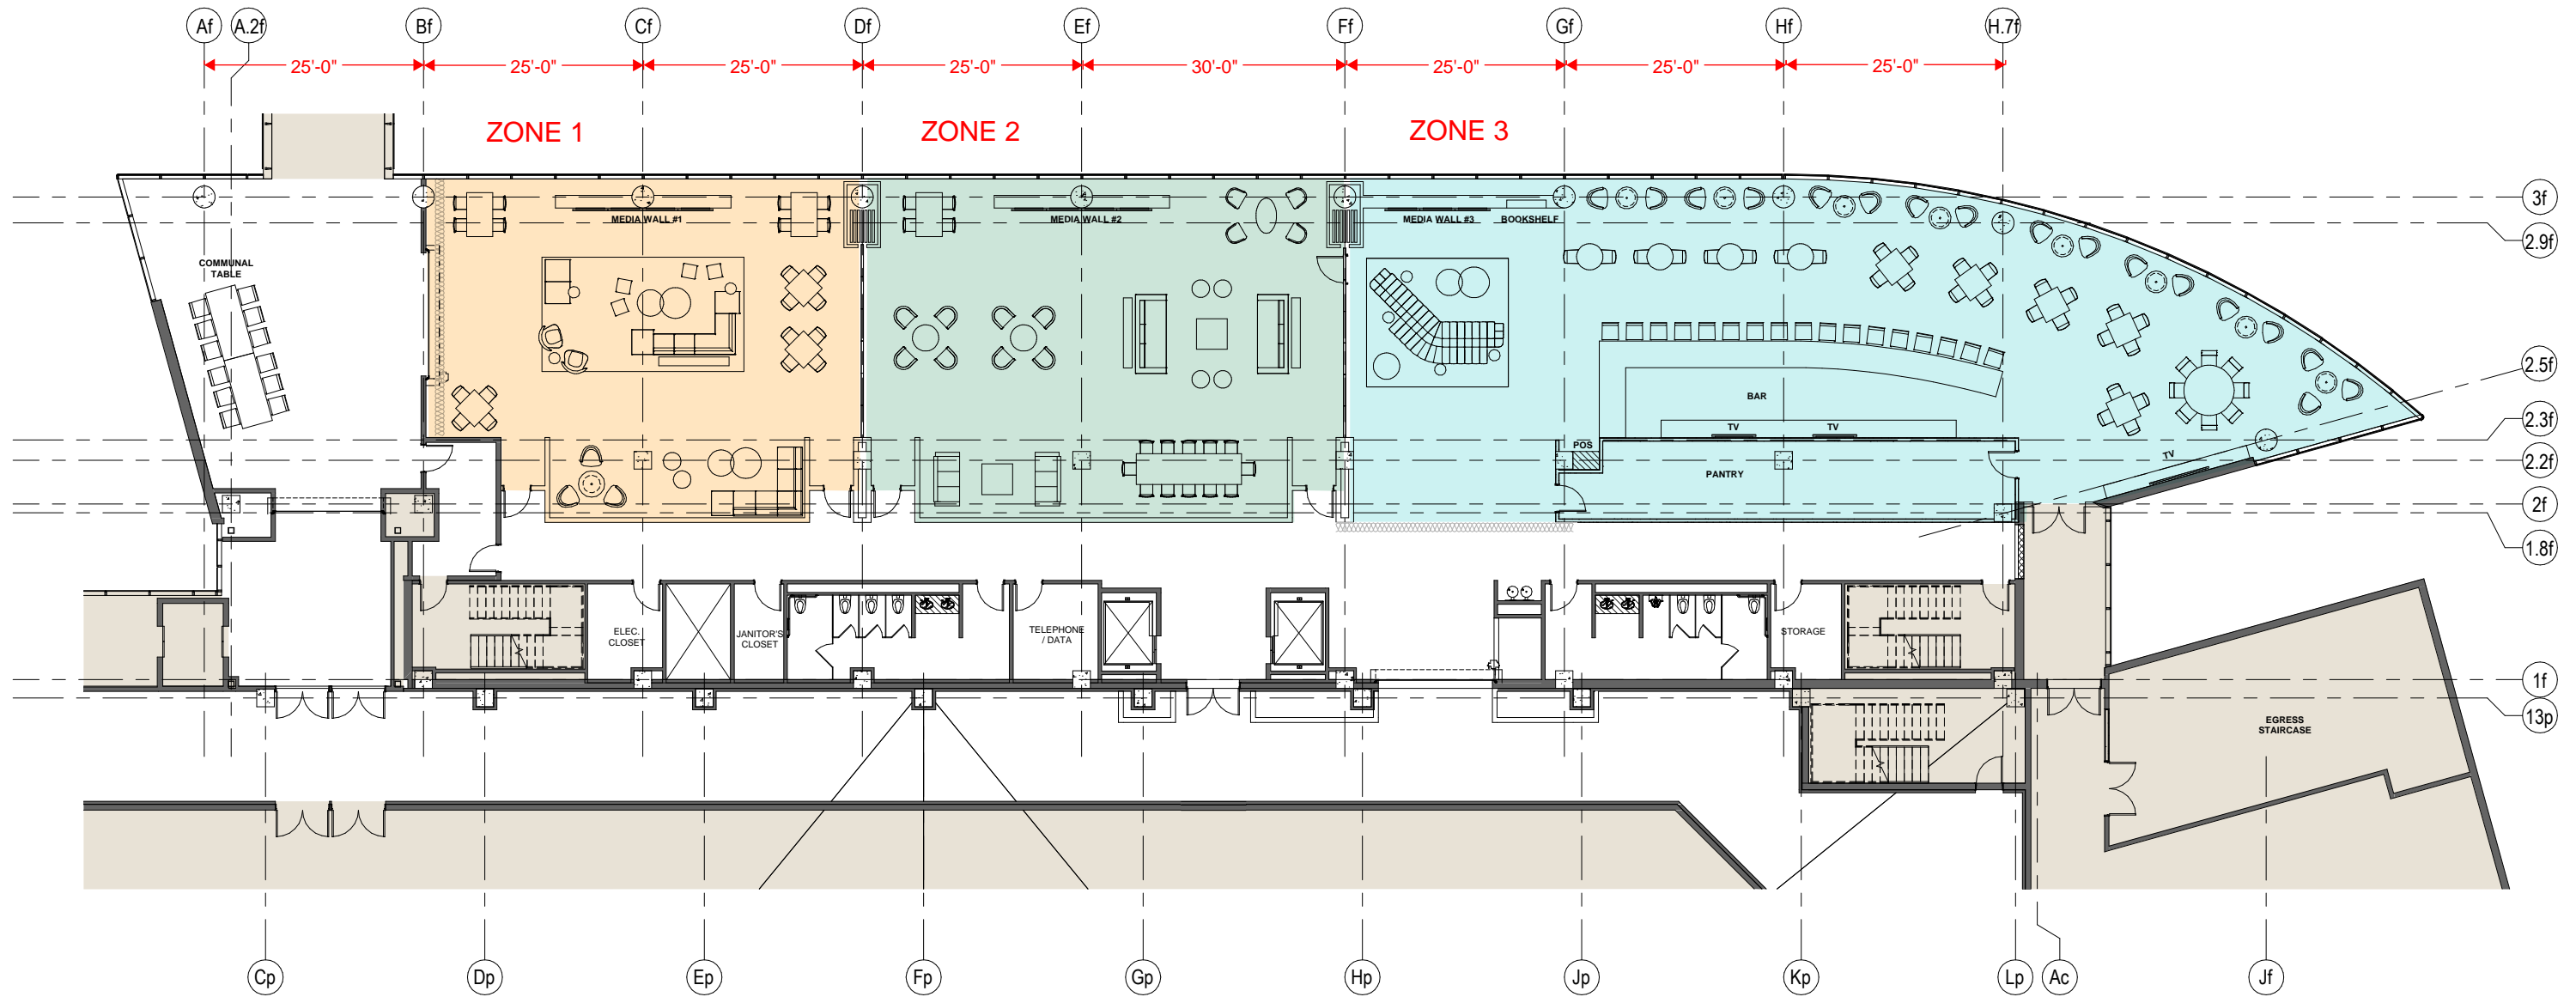 Af A.2f Bf Cf Df Ef Ff Gf Hf H.7f
25'-0" 25'-0" 25'-0" 25'-0" 30'-0" 25'-0" 25'-0" 25'-0"
ZONE 1 ZONE 2 ZONE 3
3f
MEDIA WALL #1 MEDIA WALL #2 MEDIA WALL #3 BOOKSHELF
2.9f
COMMUNAL
TABLE
2.5f
BAR
2.3f
TV TV
POS
TV
2.2f
PANTRY
2f
1.8f
ELEC.
CLOSET
JANITOR'S
CLOSET
TELEPHONE
/ DATA
STORAGE
1f
13p
EGRESS
STAIRCASE
Cp Dp Ep Fp Gp Hp Jp Kp Lp Ac Jf